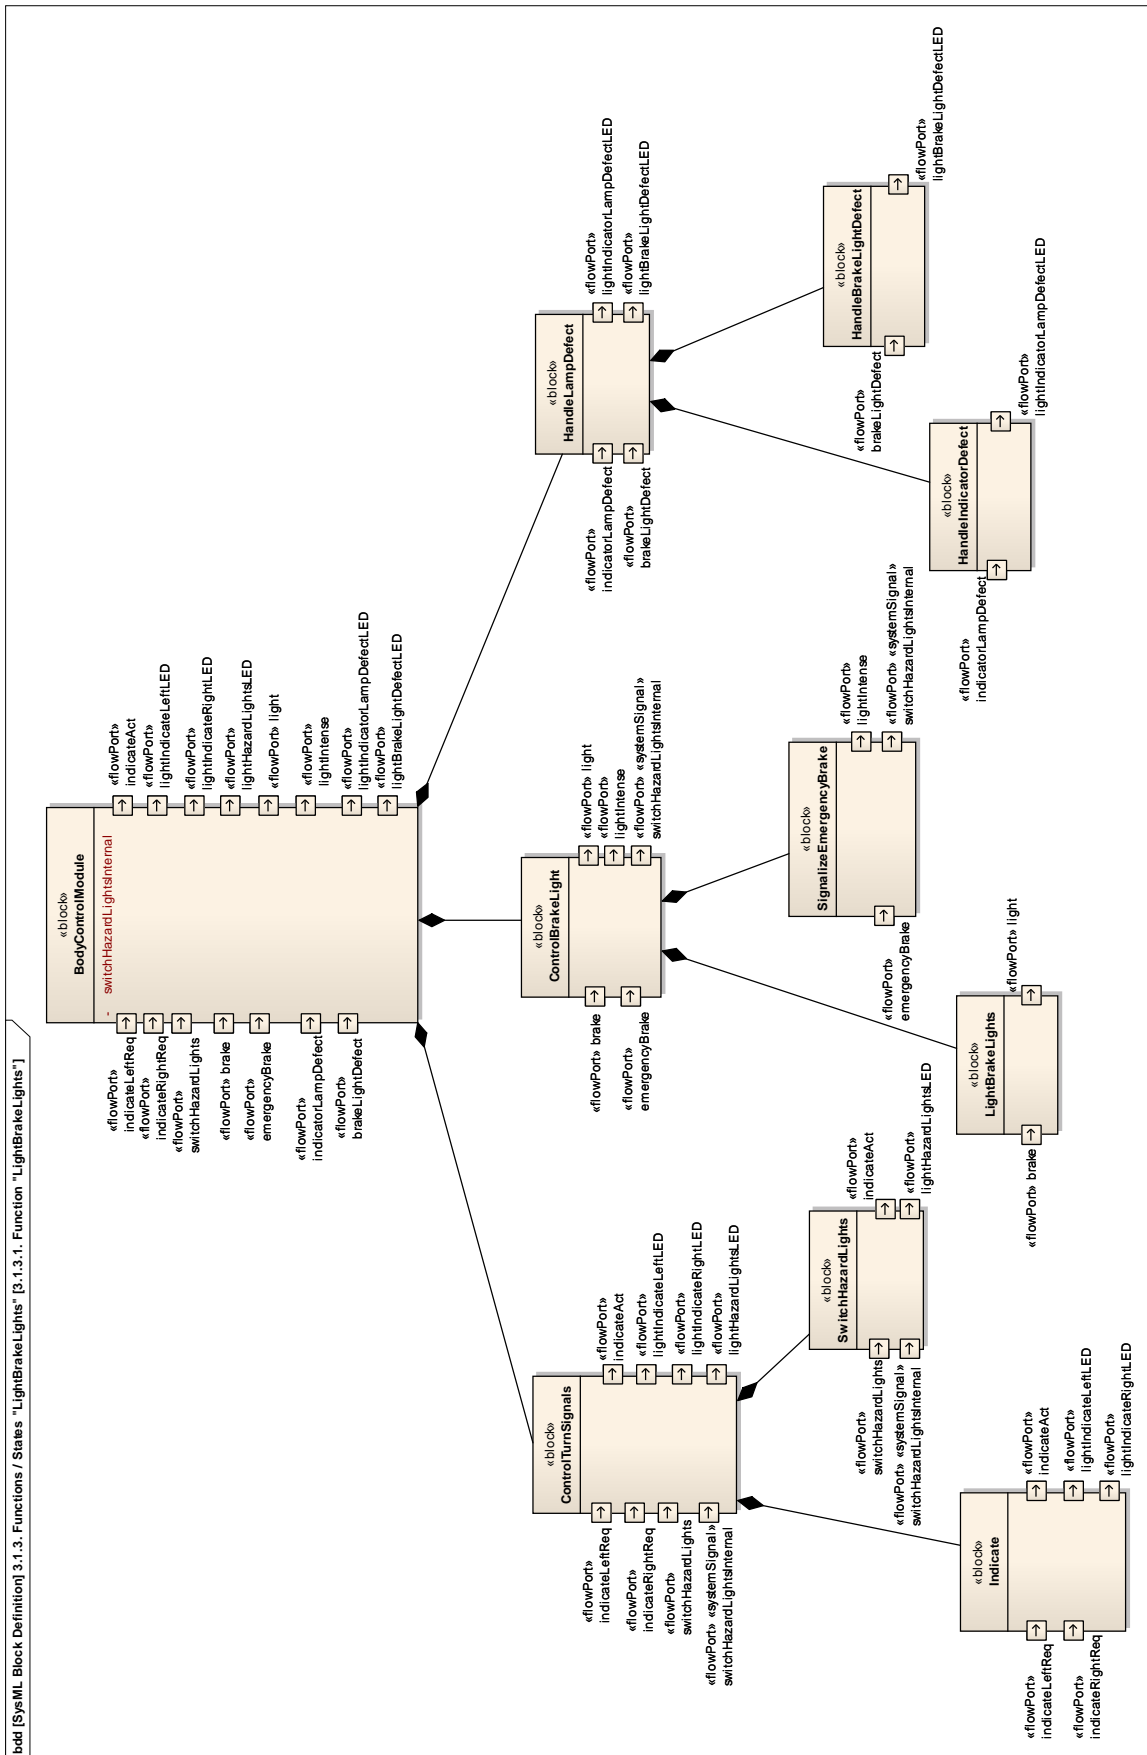 bdd [SysML Block Definition] 3.1.3. Functions / States "LightBrakeLights" [3.1.3.1. Function "LightBrakeLights"]
«block»
BodyControlModule
- switchHazardLightsInternal
«flowPort»
indicateLeftReq
«flowPort»
indicateRightReq
«flowPort»
switchHazardLights
«flowPort» brake
«flowPort»
emergencyBrake
«flowPort»
indicatorLampDefect
«flowPort»
brakeLightDefect
«flowPort»
indicateAct
«flowPort»
lightIndicateLeftLED
«flowPort»
lightIndicateRightLED
«flowPort»
lightHazardLightsLED
«flowPort» light
«flowPort»
lightIntense
«flowPort»
lightIndicatorLampDefectLED
«flowPort»
lightBrakeLightDefectLED
«block»
ControlTurnSignals
«flowPort»
indicateLeftReq
«flowPort»
indicateRightReq
«flowPort»
switchHazardLights
«flowPort» «systemSignal»
switchHazardLightsInternal
«flowPort»
indicateAct
«flowPort»
lightIndicateLeftLED
«flowPort»
lightIndicateRightLED
«flowPort»
lightHazardLightsLED
«block»
ControlBrakeLight
«flowPort» brake
«flowPort»
emergencyBrake
«flowPort» light
«flowPort»
lightIntense
«flowPort» «systemSignal»
switchHazardLightsInternal
«block»
HandleLampDefect
«flowPort»
indicatorLampDefect
«flowPort»
brakeLightDefect
«flowPort»
lightIndicatorLampDefectLED
«flowPort»
lightBrakeLightDefectLED
«block»
Indicate
«flowPort»
indicateLeftReq
«flowPort»
indicateRightReq
«flowPort»
indicateAct
«flowPort»
lightIndicateLeftLED
«flowPort»
lightIndicateRightLED
«block»
SwitchHazardLights
«flowPort»
switchHazardLights
«flowPort» «systemSignal»
switchHazardLightsInternal
«flowPort»
indicateAct
«flowPort»
lightHazardLightsLED
«block»
LightBrakeLights
«flowPort» brake
«flowPort» light
«block»
SignalizeEmergencyBrake
«flowPort»
emergencyBrake
«flowPort»
lightIntense
«flowPort» «systemSignal»
switchHazardLightsInternal
«block»
HandleIndicatorDefect
«flowPort»
indicatorLampDefect
«flowPort»
lightIndicatorLampDefectLED
«block»
HandleBrakeLightDefect
«flowPort»
brakeLightDefect
«flowPort»
lightBrakeLightDefectLED